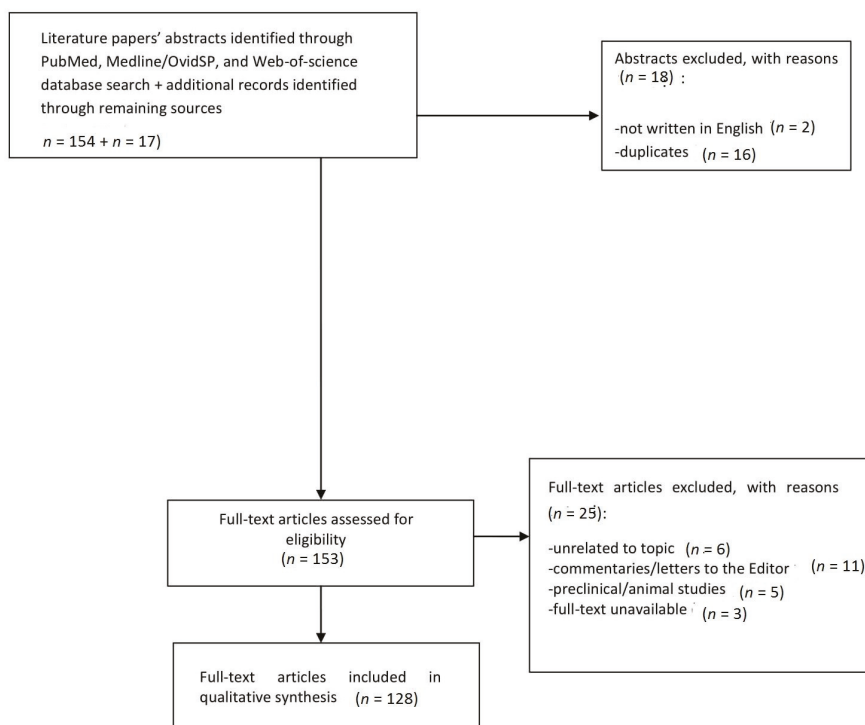 Literature papers' abstracts identified through
PubMed, Medline/OvidSP, and Web-of-science
database search + additional records identified
through remaining sources
n = 154 + n = 17)
Abstracts excluded, with reasons
(n = 18) :
-not written in English (n = 2)
-duplicates (n = 16)
Full-text articles assessed for
eligibility
(n = 153)
Full-text articles excluded, with reasons
(n = 25):
-unrelated to topic (n = 6)
-commentaries/letters to the Editor (n = 11)
-preclinical/animal studies (n = 5)
-full-text unavailable (n = 3)
Full-text articles included in
qualitative synthesis (n = 128)